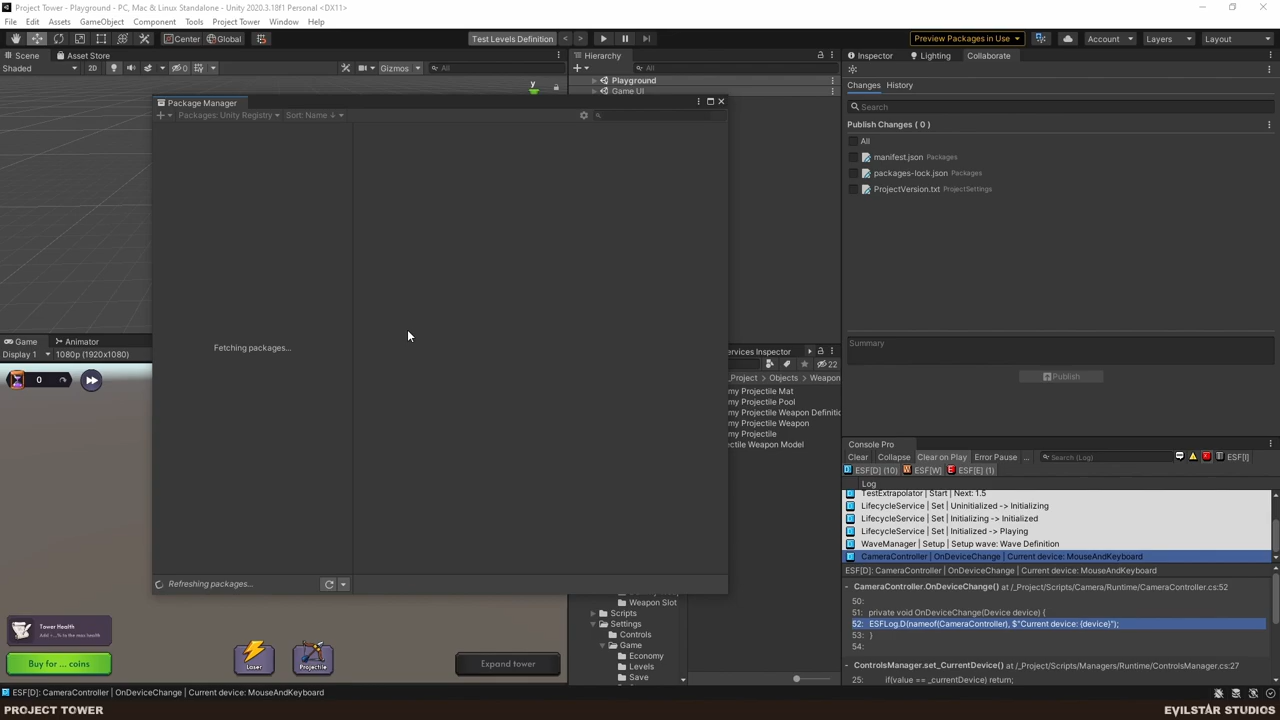 Project Tower - Playground - PC, Mac & Linux Standalone - Unity 2020.3.18f1 Personal <DX11>
File Edit Assets GameObject Component Tools Project Tower Window Help
Center Global Test Levels Definition Preview Packages in Use Account Layers Layout
Scene Asset Store
Shaded 2D 0 Gizmos All
y
Hierarchy
All
Playground
Game UI
Inspector Lighting Collaborate
Changes History
Search
Publish Changes ( 0 )
All
manifest.json Packages
packages-lock.json Packages
ProjectVersion.txt ProjectSettings
Summary
Publish
Package Manager
Packages: Unity Registry Sort: Name ↓
Fetching packages...
Refreshing packages...
Game Animator
Display 1 1080p (1920x1080)
0
ervices Inspector
22
_Project > Objects > Weapon
my Projectile Mat
my Projectile Pool
my Projectile Weapon Definitio
my Projectile Weapon
my Projectile
ectile Weapon Model
Weapon Slot
Scripts
Settings
Controls
Game
Economy
Levels
Save
Tower Health
Add +...% to the max health
Buy for ... coins
Laser
Projectile
Expand tower
Console Pro
Clear Collapse Clear on Play Error Pause ... Search (Log) ESF[I]
ESF[D] (10) ESF[W] ESF[E] (1)
Log
TestExtrapolator | Start | Next: 1.5
LifecycleService | Set | Uninitialized -> Initializing
LifecycleService | Set | Initializing -> Initialized
LifecycleService | Set | Initialized -> Playing
WaveManager | Setup | Setup wave: Wave Definition
CameraController | OnDeviceChange | Current device: MouseAndKeyboard
ESF[D]: CameraController | OnDeviceChange | Current device: MouseAndKeyboard
- CameraController.OnDeviceChange() at /_Project/Scripts/Camera/Runtime/CameraController.cs:52
50:
51: private void OnDeviceChange(Device device) {
52: ESFLog.D(nameof(CameraController), $"Current device: {device}");
53: }
54:
- ControlsManager.set_CurrentDevice() at /_Project/Scripts/Managers/Runtime/ControlsManager.cs:27
25: if(value == _currentDevice) return;
ESF[D]: CameraController | OnDeviceChange | Current device: MouseAndKeyboard
PROJECT TOWER
EVILSTAR STUDIOS